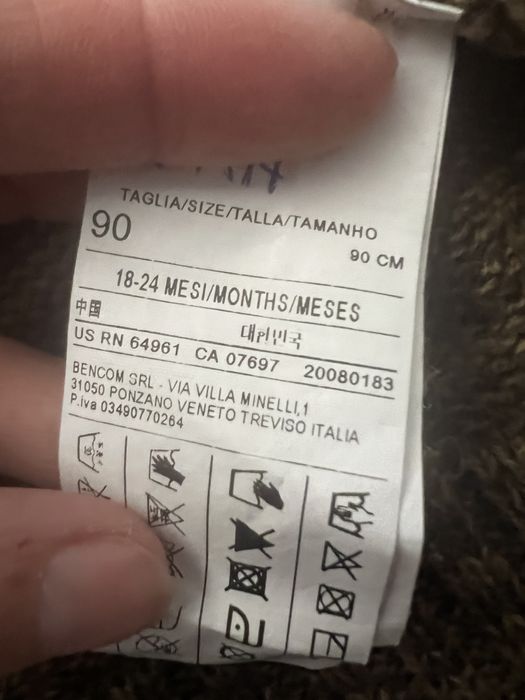 TAGLIA/SIZE/TALLA/TAMANHO
90
90 CM
18-24 MESI/MONTHS/MESES
中国
대한민국
US RN 64961 CA 07697 20080183
BENCOM SRL - VIA VILLA MINELLI,1
31050 PONZANO VENETO TREVISO ITALIA
P.iva 03490770264